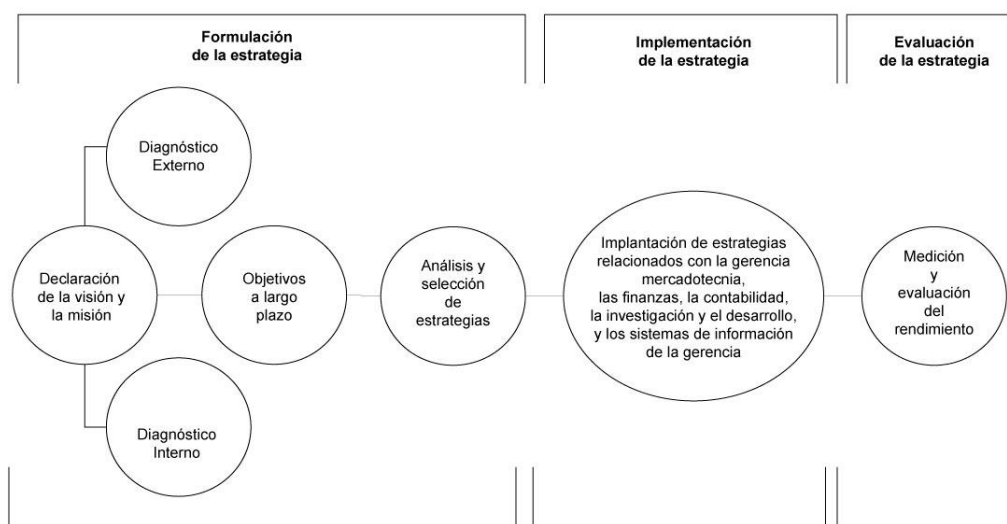 Formulación
de la estrategia
Implementación
de la estrategia
Evaluación
de la estrategia
Diagnóstico
Externo
Declaración
de la visión y
la misión
Objetivos
a largo
plazo
Análisis y
selección
de
estrategias
Implantación de estrategias
relacionados con la gerencia
mercadotecnia,
las finanzas, la contabilidad,
la investigación y el desarrollo,
y los sistemas de información
de la gerencia
Medición
y
evaluación
del
rendimiento
Diagnóstico
Interno